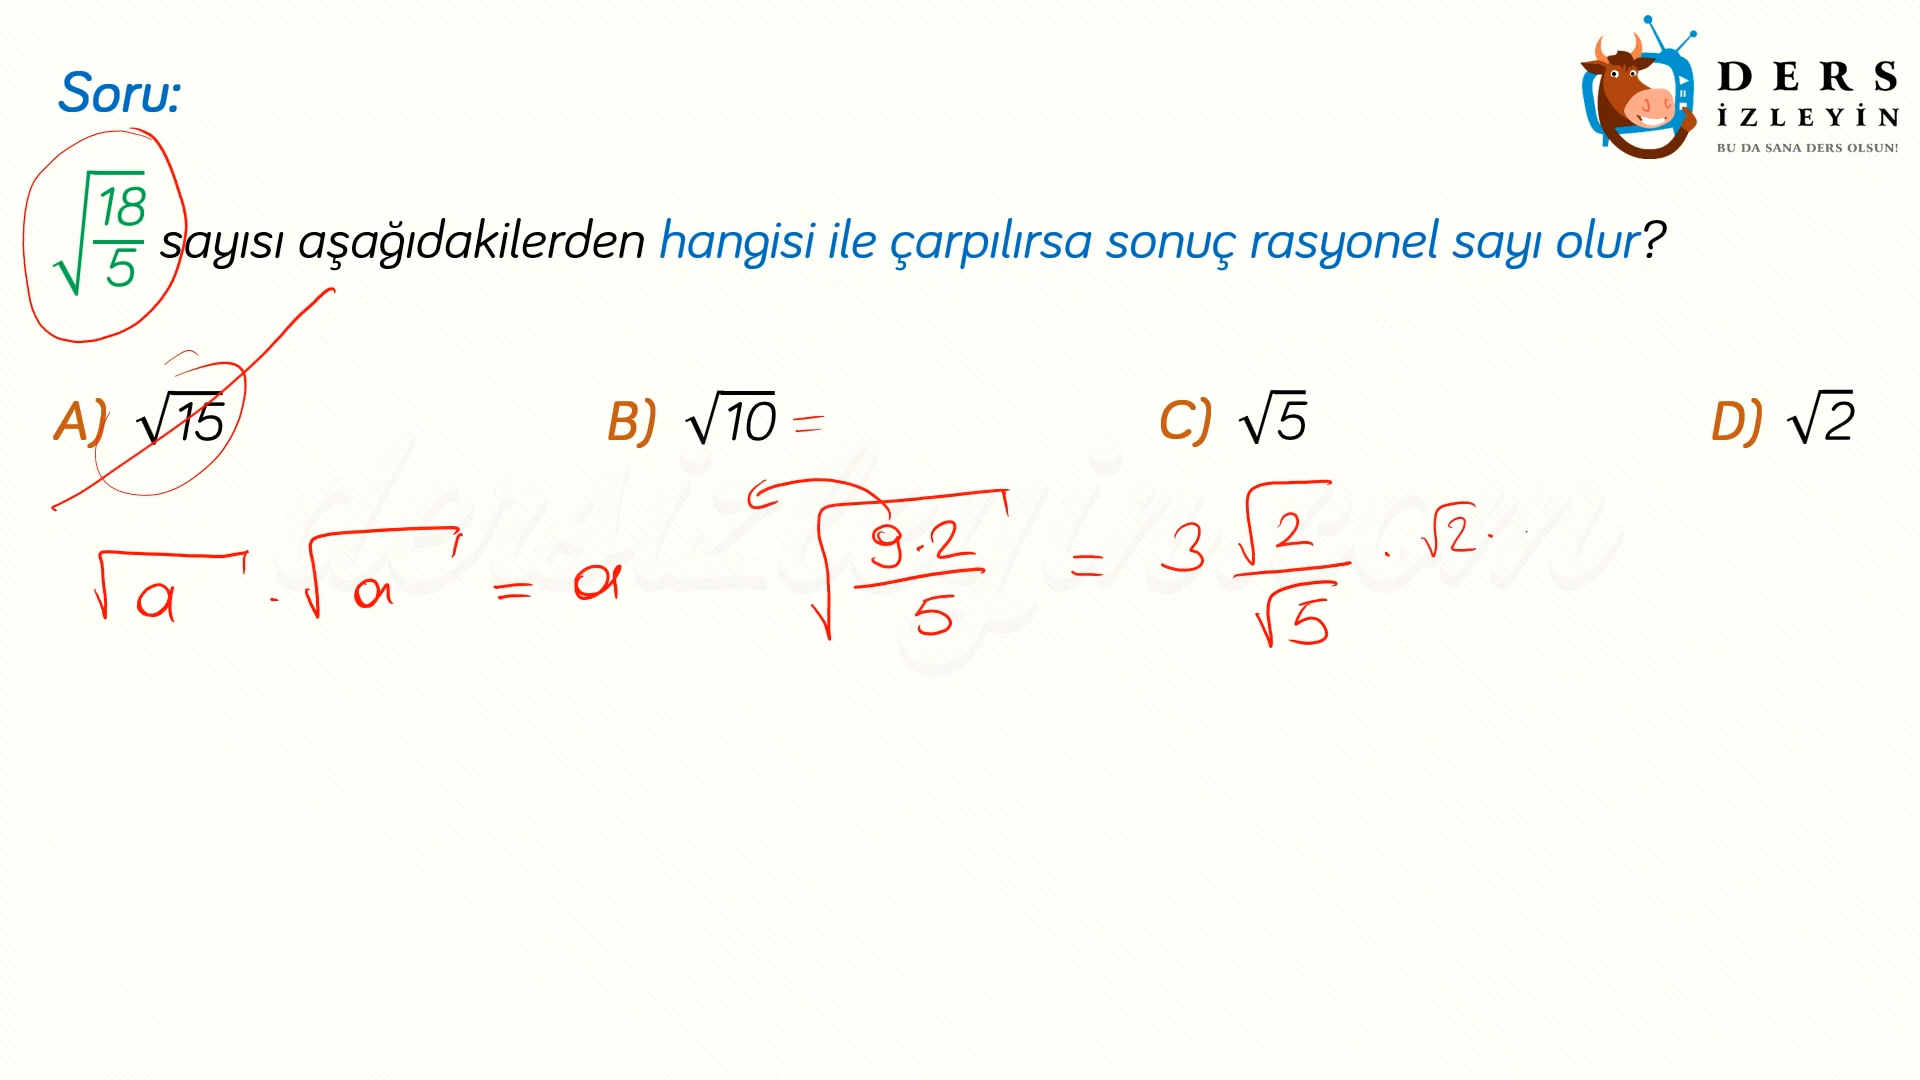 DERS
İZLEYİN
BU DA SANA DERS OLSUN!
Soru:
√(18/5) sayısı aşağıdakilerden hangisi ile çarpılırsa sonuç rasyonel sayı olur?
A) √15 B) √10 = C) √5 D) √2
√a · √a = a √(9·2/5) = 3 √2/√5 · √2 ·